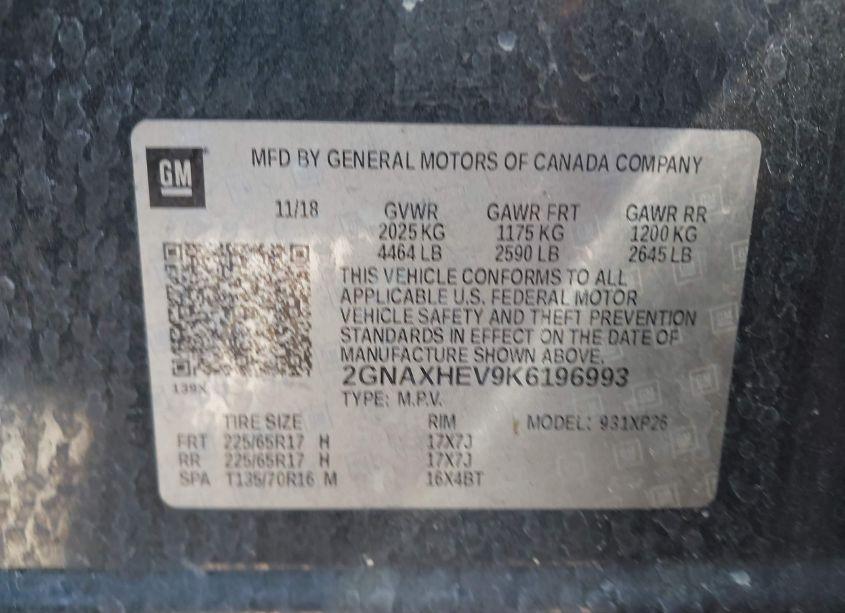 GM
MFD BY GENERAL MOTORS OF CANADA COMPANY
11/18 GVWR GAWR FRT GAWR RR
2025 KG 1175 KG 1200 KG
4464 LB 2590 LB 2645 LB
THIS VEHICLE CONFORMS TO ALL
APPLICABLE U.S. FEDERAL MOTOR
VEHICLE SAFETY AND THEFT PREVENTION
STANDARDS IN EFFECT ON THE DATE OF
MANUFACTURE SHOWN ABOVE.
139X 2GNAXHEV9K6196993
TYPE: M.P.V.
TIRE SIZE RIM MODEL: 931XP26
FRT 225/65R17 H 17X7J
RR 225/65R17 H 17X7J
SPA T135/70R16 M 16X4BT